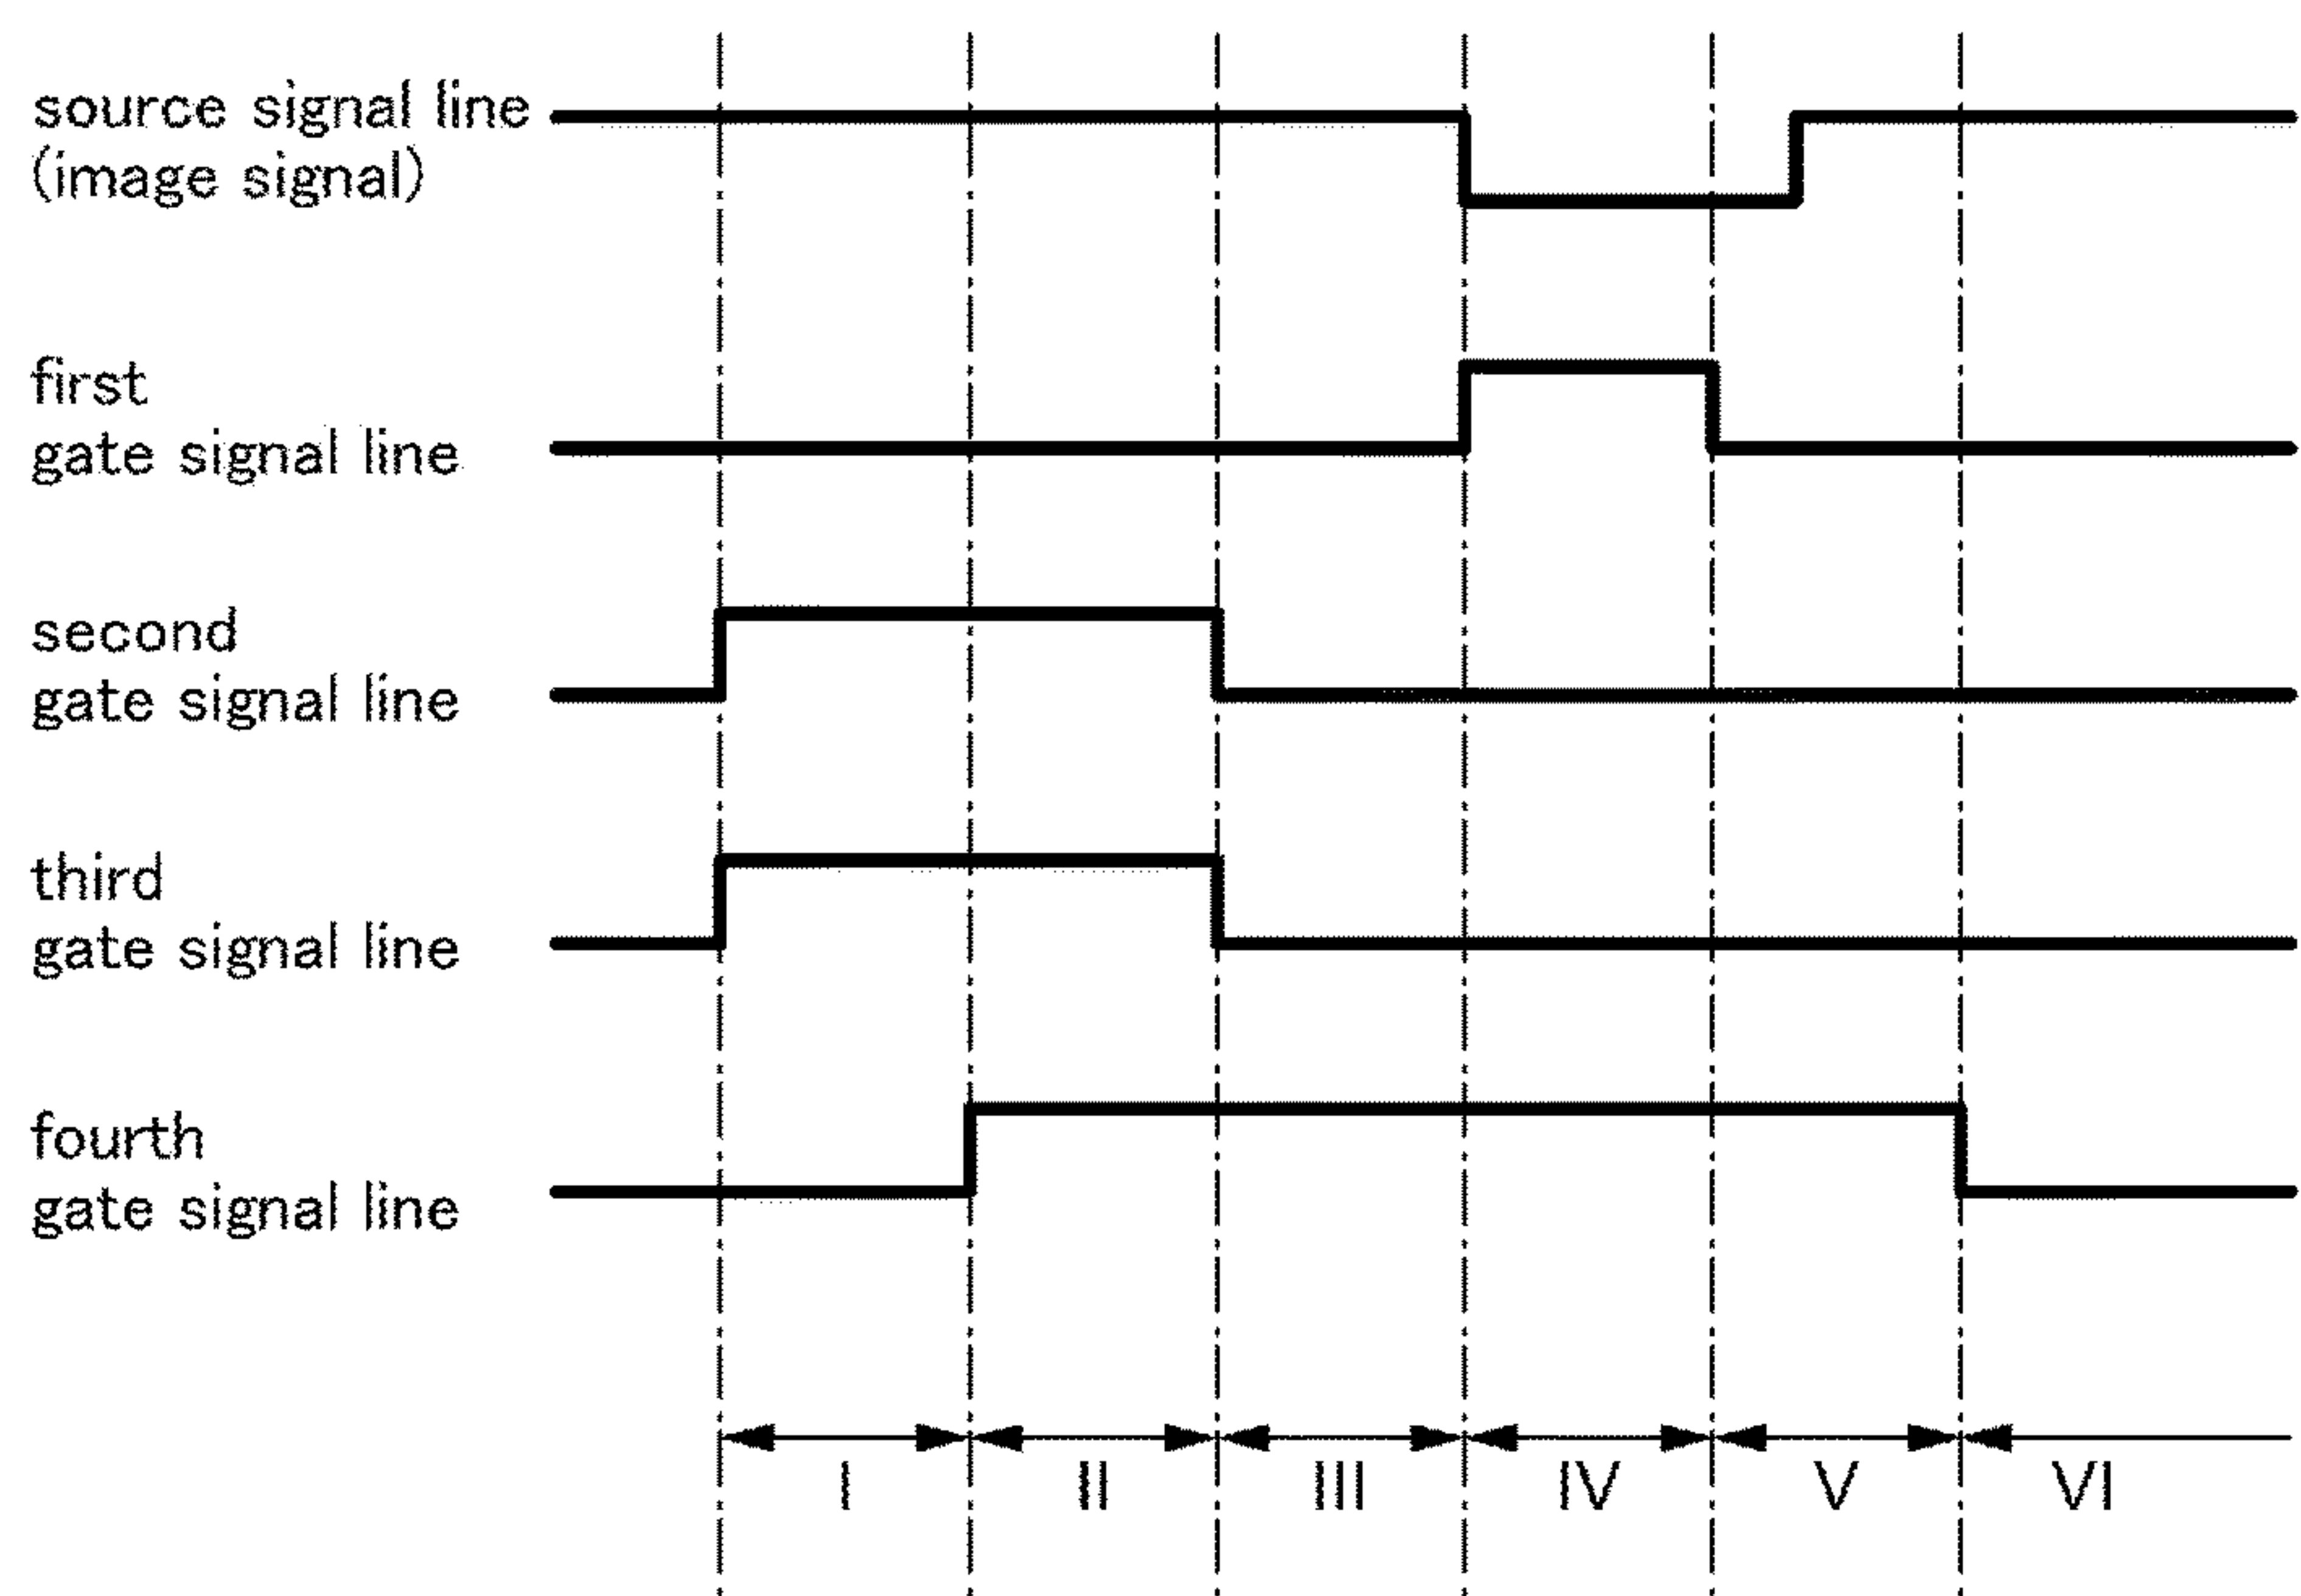 source signal line
(image signal)
first
gate signal line
second
gate signal line
third
gate signal line
fourth
gate signal line
I II III IV V VI